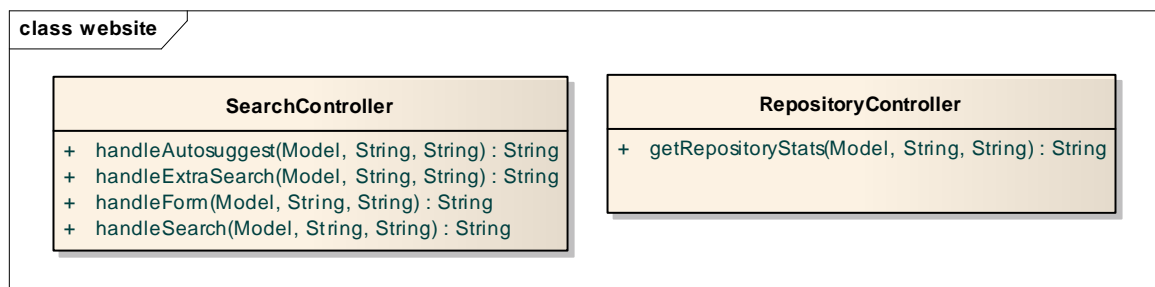 class website
SearchController
+ handleAutosuggest(Model, String, String) : String
+ handleExtraSearch(Model, String, String) : String
+ handleForm(Model, String, String) : String
+ handleSearch(Model, String, String) : String
RepositoryController
+ getRepositoryStats(Model, String, String) : String